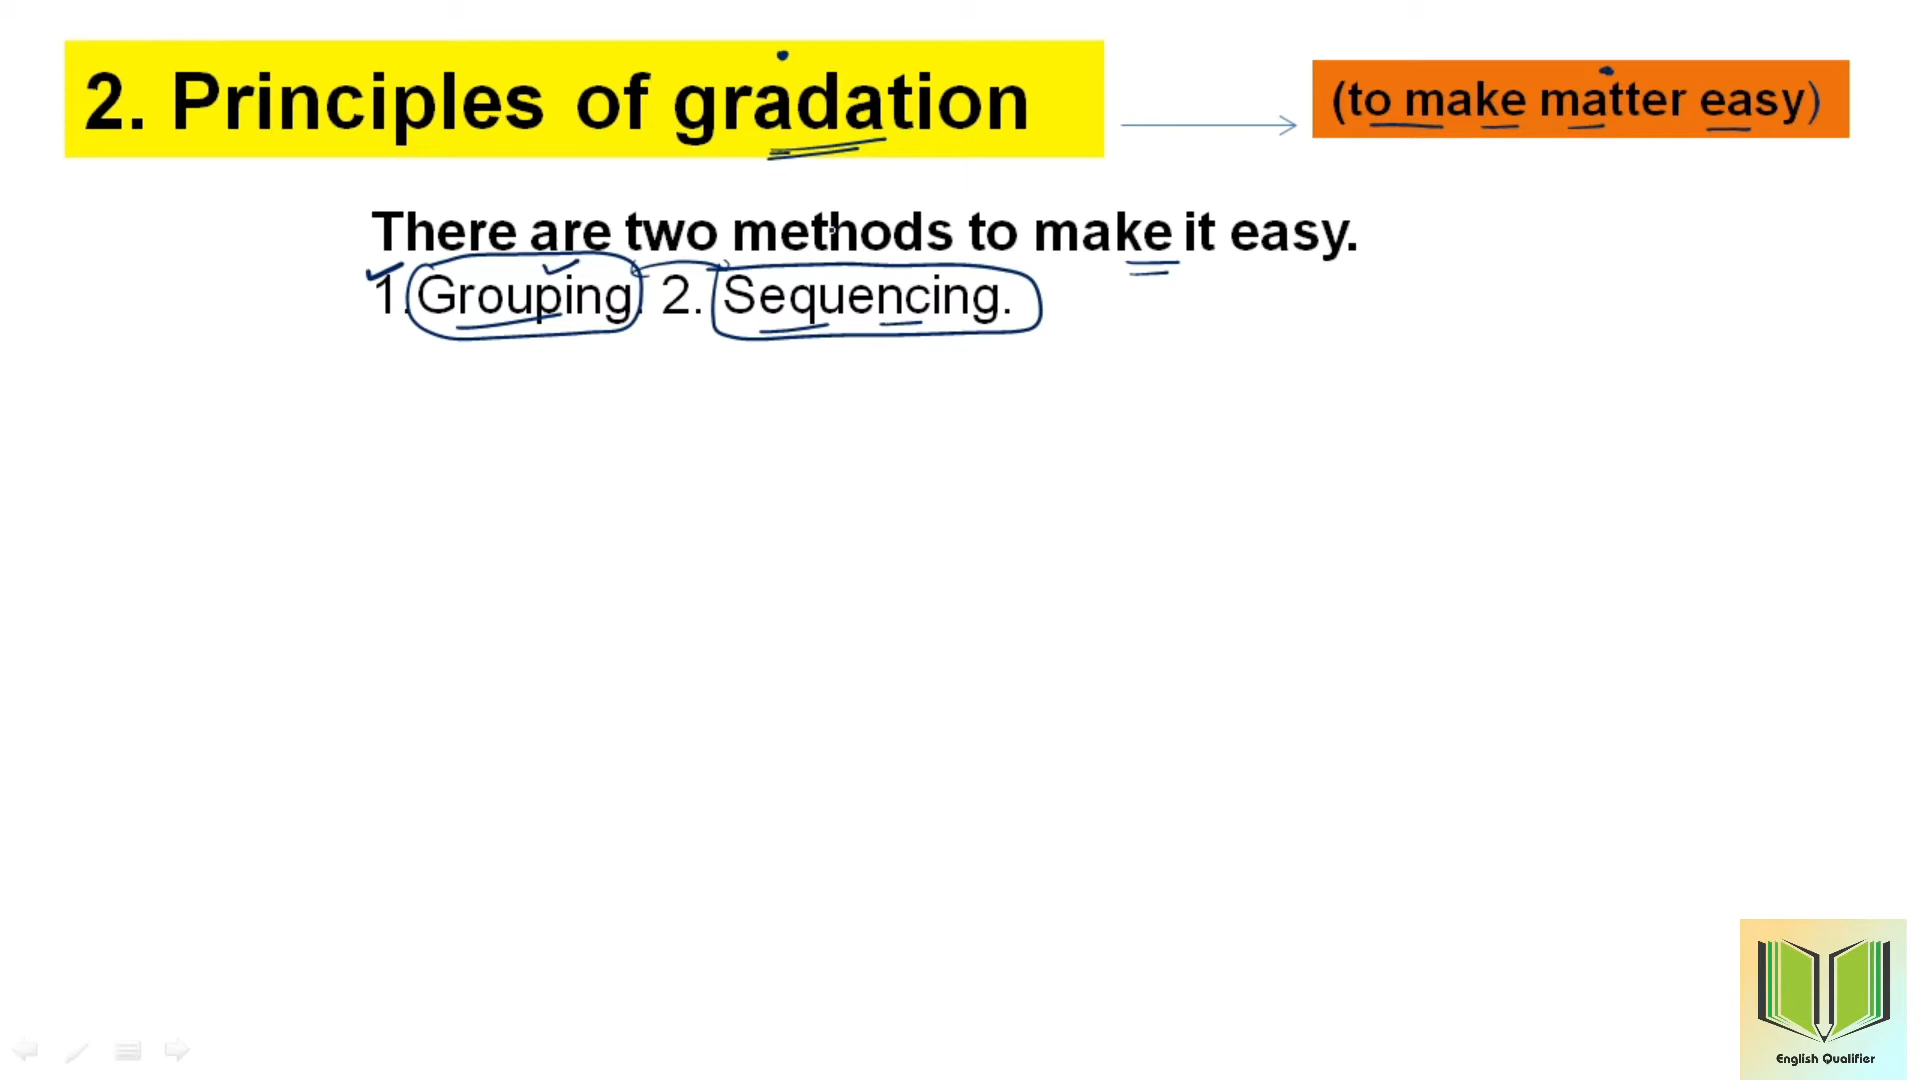 2. Principles of gradation
(to make matter easy)
There are two methods to make it easy.
1. Grouping. 2. Sequencing.
English Qualifier